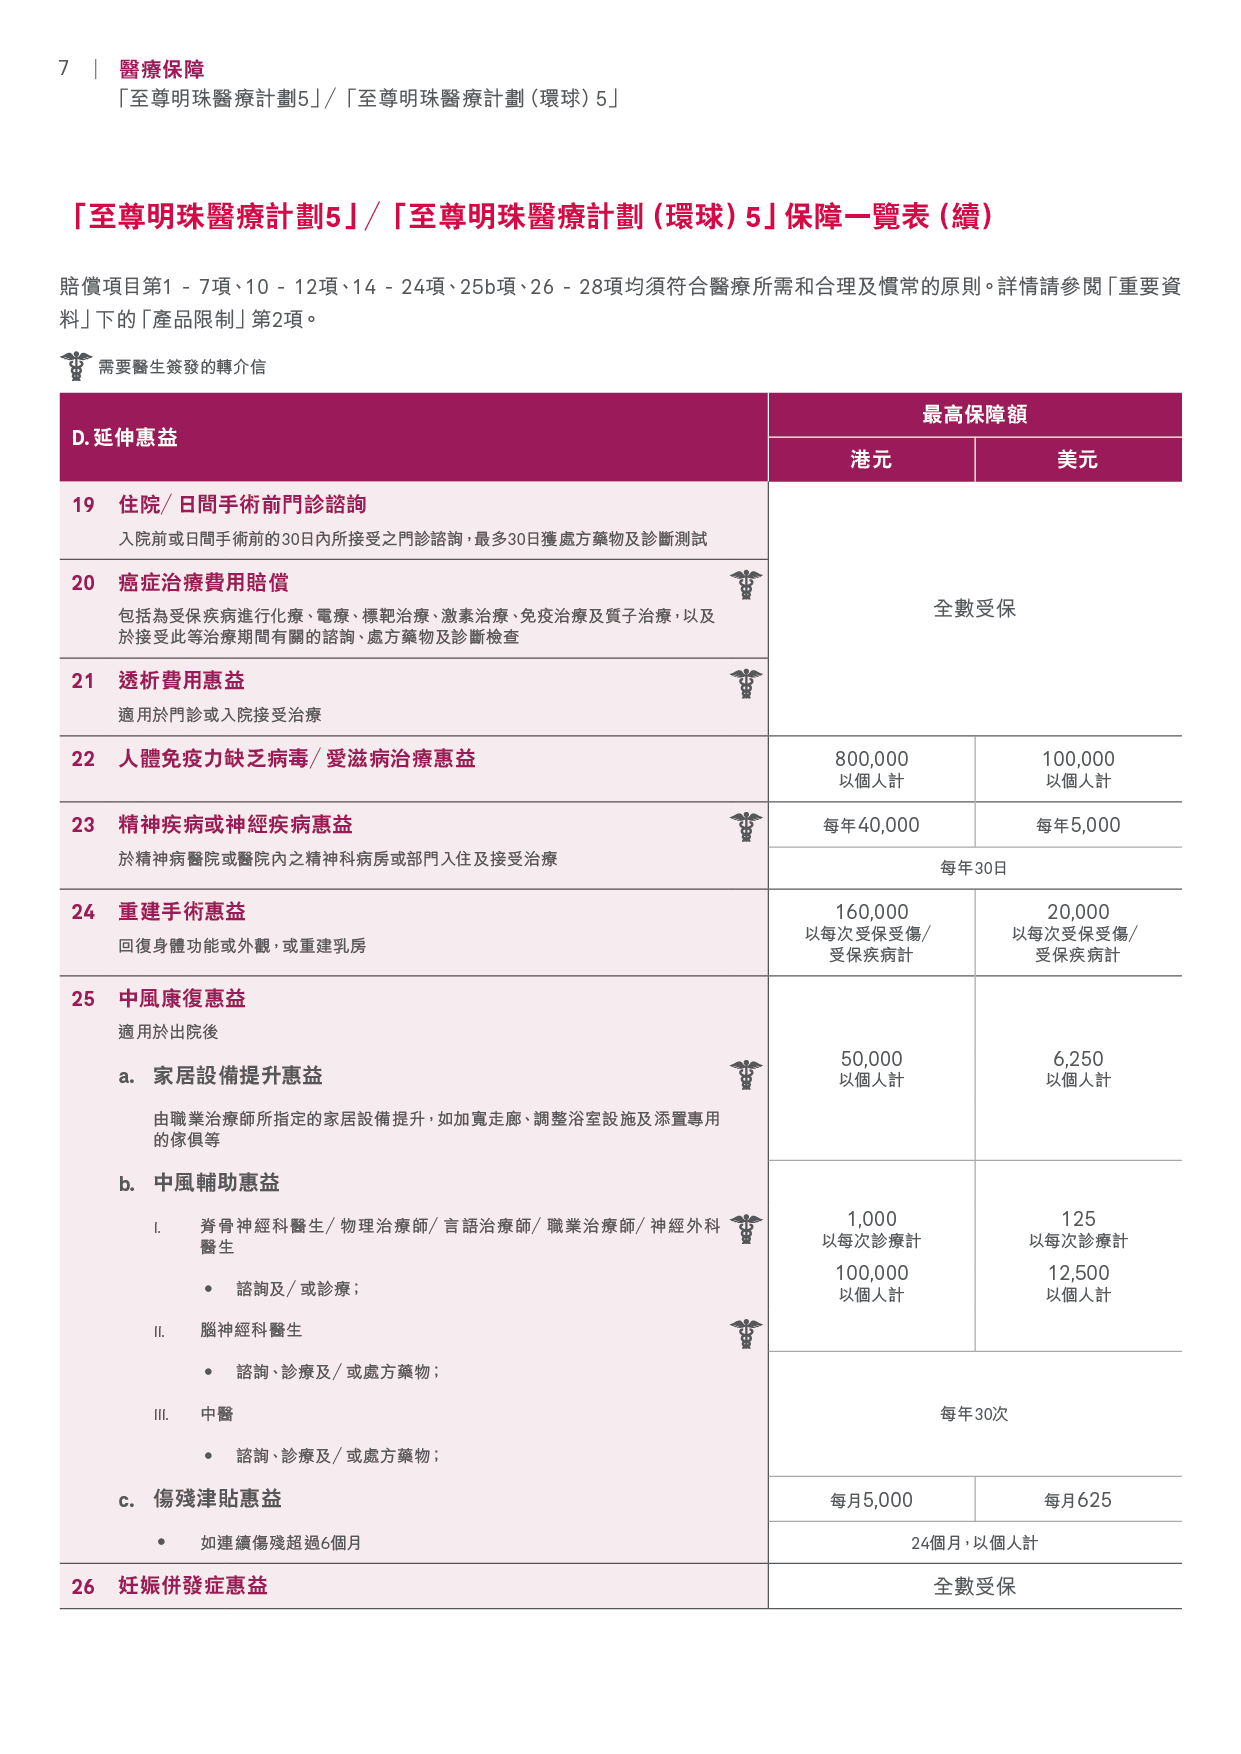 7 | 醫療保障
「至尊明珠醫療計劃5」/「至尊明珠醫療計劃（環球）5」
「至尊明珠醫療計劃5」/「至尊明珠醫療計劃（環球）5」保障一覽表（續）
賠償項目第1 - 7項、10 - 12項、14 - 24項、25b項、26 - 28項均須符合醫療所需和合理及慣常的原則。詳情請參閱「重要資
料」下的「產品限制」第2項。
需要醫生簽發的轉介信
D. 延伸惠益
最高保障額
港元
美元
19 住院/ 日間手術前門診諮詢
入院前或日間手術前的30日內所接受之門診諮詢，最多30日獲處方藥物及診斷測試
20 癌症治療費用賠償
包括為受保疾病進行化療、電療、標靶治療、激素治療、免疫治療及質子治療，以及
於接受此等治療期間有關的諮詢、處方藥物及診斷檢查
全數受保
21 透析費用惠益
適用於門診或入院接受治療
22 人體免疫力缺乏病毒/ 愛滋病治療惠益
800,000
以個人計
100,000
以個人計
23 精神疾病或神經疾病惠益
於精神病醫院或醫院內之精神科病房或部門入住及接受治療
每年40,000
每年5,000
每年30日
24 重建手術惠益
回復身體功能或外觀，或重建乳房
160,000
以每次受保受傷/
受保疾病計
20,000
以每次受保受傷/
受保疾病計
25 中風康復惠益
適用於出院後
a. 家居設備提升惠益
由職業治療師所指定的家居設備提升，如加寬走廊、調整浴室設施及添置專用
的傢俱等
50,000
以個人計
6,250
以個人計
b. 中風輔助惠益
I. 脊骨神經科醫生/ 物理治療師/ 言語治療師/ 職業治療師/ 神經外科
醫生
• 諮詢及/ 或診療；
II. 腦神經科醫生
• 諮詢、診療及/ 或處方藥物；
1,000
以每次診療計
100,000
以個人計
125
以每次診療計
12,500
以個人計
III. 中醫
• 諮詢、診療及/ 或處方藥物；
每年30次
c. 傷殘津貼惠益
• 如連續傷殘超過6個月
每月5,000
每月625
24個月，以個人計
26 妊娠併發症惠益
全數受保